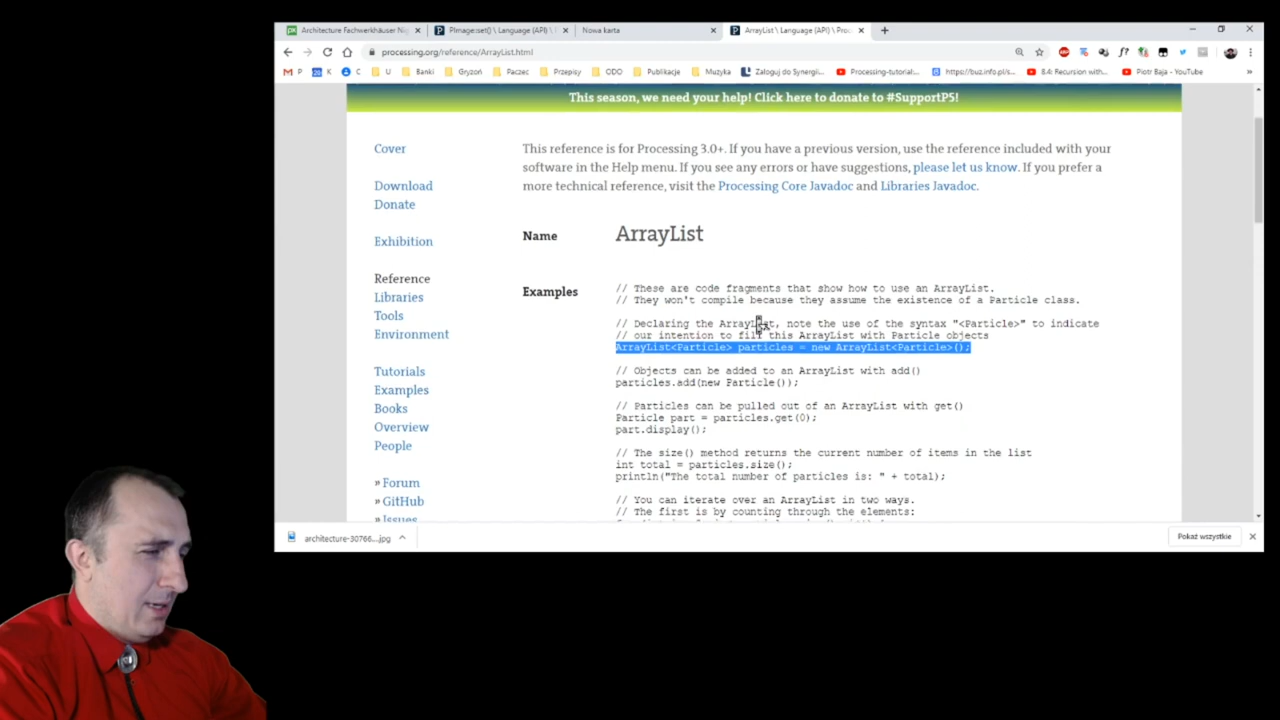 Architecture Fachwerkhäuser Nig
PImage:set() \ Language (API) \
Nowa karta
ArrayList \ Language (API) \ Proc
processing.org/reference/ArrayList.html
P
K
C
U
Banki
Gryzoń
Paczec
Przepisy
ODO
Publikacje
Muzyka
Zaloguj do Synergi...
Processing-tutorial:...
https://buz.info.pl/s...
8.4: Recursion with...
Piotr Baja - YouTube
»
This season, we need your help! Click here to donate to #SupportP5!
Cover
Download
Donate
Exhibition
Reference
Libraries
Tools
Environment
Tutorials
Examples
Books
Overview
People
» Forum
» GitHub
» Issues
This reference is for Processing 3.0+. If you have a previous version, use the reference included with your
software in the Help menu. If you see any errors or have suggestions, please let us know. If you prefer a
more technical reference, visit the Processing Core Javadoc and Libraries Javadoc.
Name
ArrayList
Examples
// These are code fragments that show how to use an ArrayList.
// They won't compile because they assume the existence of a Particle class.
// Declaring the ArrayList, note the use of the syntax "<Particle>" to indicate
// our intention to fill this ArrayList with Particle objects
ArrayList<Particle> particles = new ArrayList<Particle>();
// Objects can be added to an ArrayList with add()
particles.add(new Particle());
// Particles can be pulled out of an ArrayList with get()
Particle part = particles.get(0);
part.display();
// The size() method returns the current number of items in the list
int total = particles.size();
println("The total number of particles is: " + total);
// You can iterate over an ArrayList in two ways.
// The first is by counting through the elements:
architecture-30766....jpg
Pokaż wszystkie